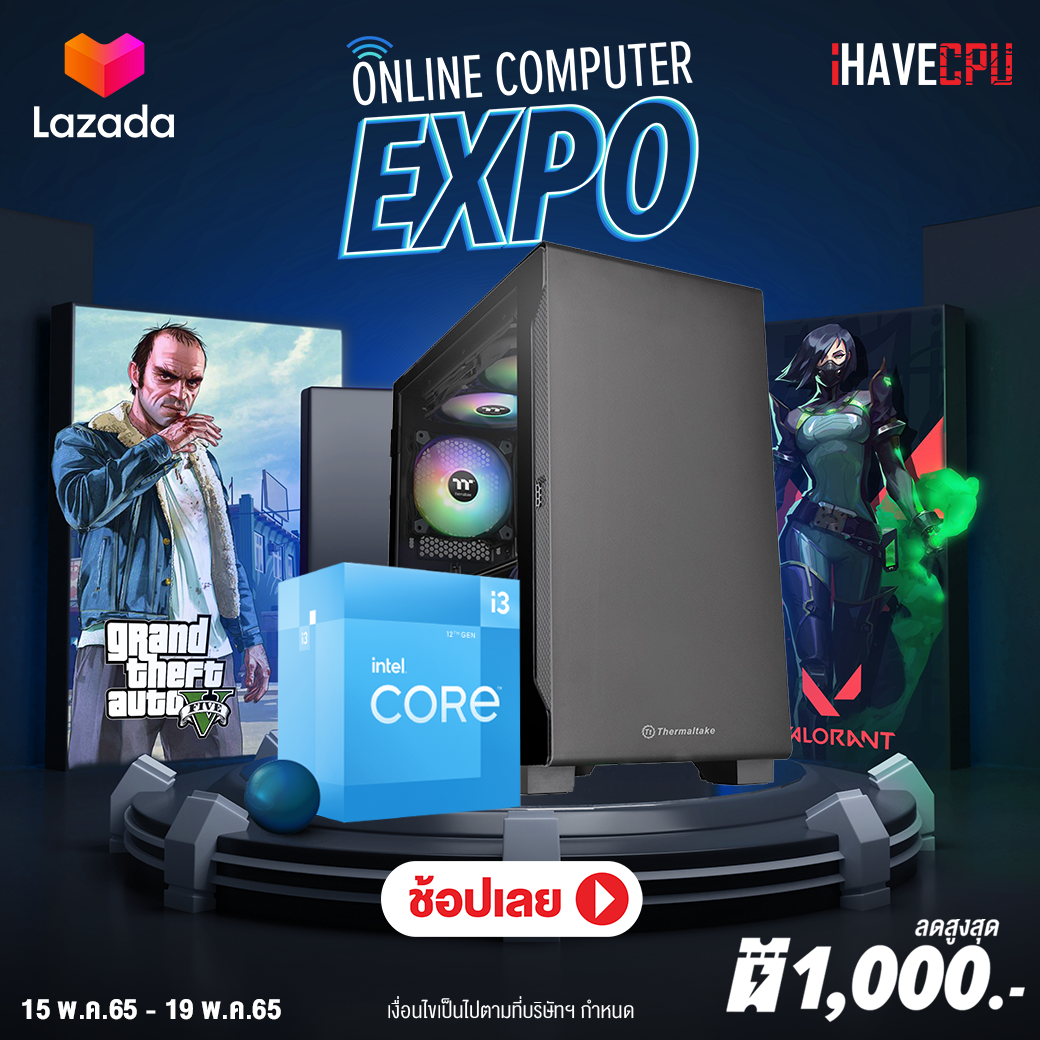 Lazada
ONLINE COMPUTER
EXPO
iHAVECPU
grand
theft
auto
FIVE
i3
i3
12TH GEN
intel.
CORE™
Thermaltake
Tt Thermaltake
VALORANT
ช้อปเลย
ลดสูงสุด
1,000.-
15 พ.ค.65 - 19 พ.ค.65
เงื่อนไขเป็นไปตามที่บริษัทฯ กำหนด